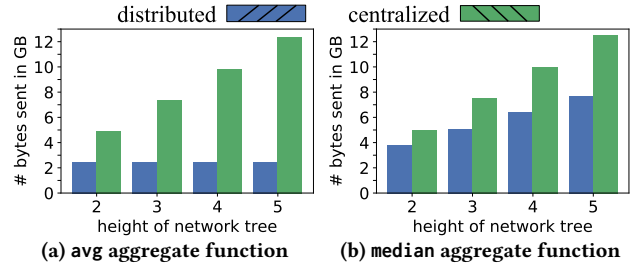 distributed centralized
# bytes sent in GB
12
10
8
6
4
2
0
2 3 4 5
height of network tree
(a) avg aggregate function
# bytes sent in GB
12
10
8
6
4
2
0
2 3 4 5
height of network tree
(b) median aggregate function